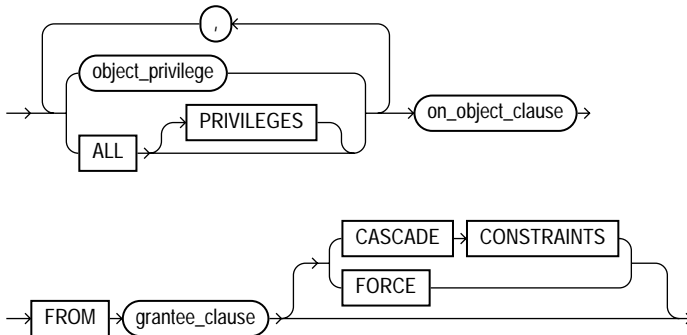 ,
object_privilege
PRIVILEGES
on_object_clause
ALL
CASCADE CONSTRAINTS
FORCE
FROM grantee_clause